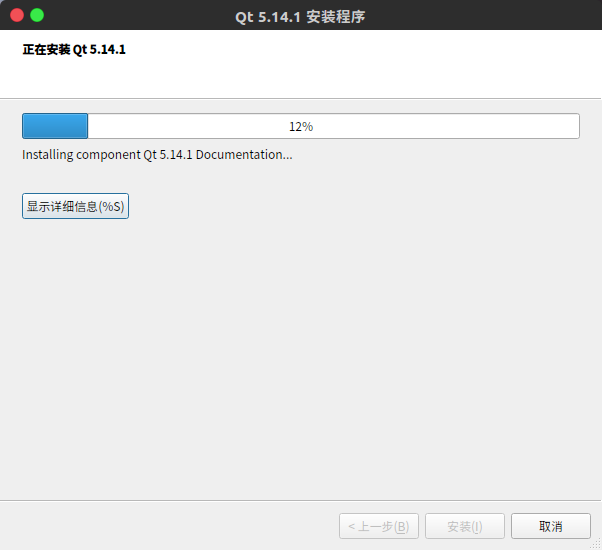 Qt 5.14.1 安装程序
正在安装 Qt 5.14.1
12%
Installing component Qt 5.14.1 Documentation...
显示详细信息(%S)
< 上一步(B) 安装(I) 取消